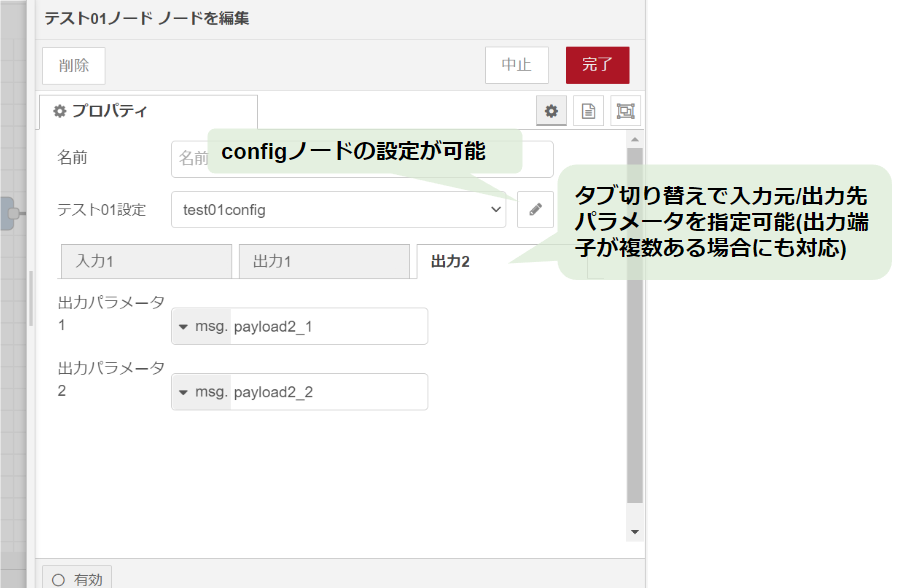 テスト01ノード ノードを編集
削除
中止
完了
プロパティ
名前
名前
configノードの設定が可能
テスト01設定
test01config
タブ切り替えで入力元/出力先
パラメータを指定可能(出力端
子が複数ある場合にも対応)
入力1
出力1
出力2
出力パラメータ
1
msg. payload2_1
出力パラメータ
2
msg. payload2_2
有効